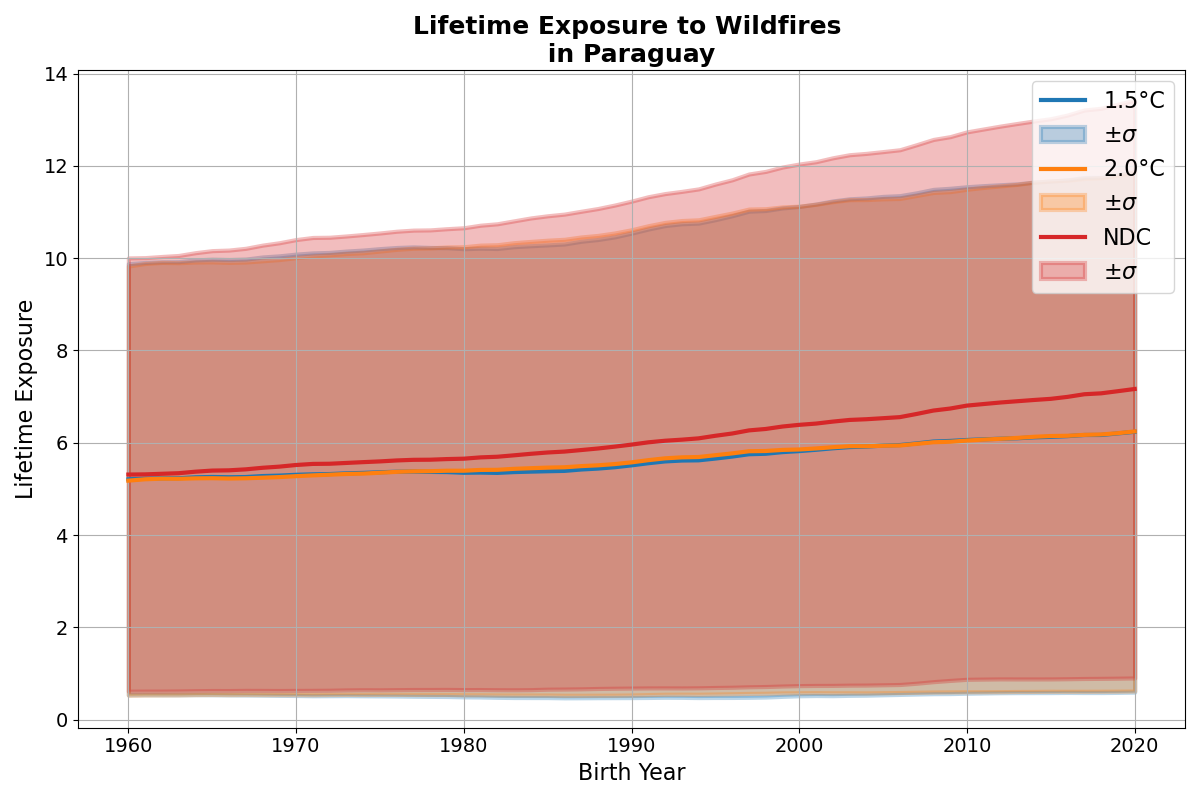 Lifetime Exposure to Wildfires
in Paraguay
14
12
10
8
6
4
2
0
Lifetime Exposure
1960
1970
1980
1990
2000
2010
2020
Birth Year
1.5°C
±σ
2.0°C
±σ
NDC
±σ